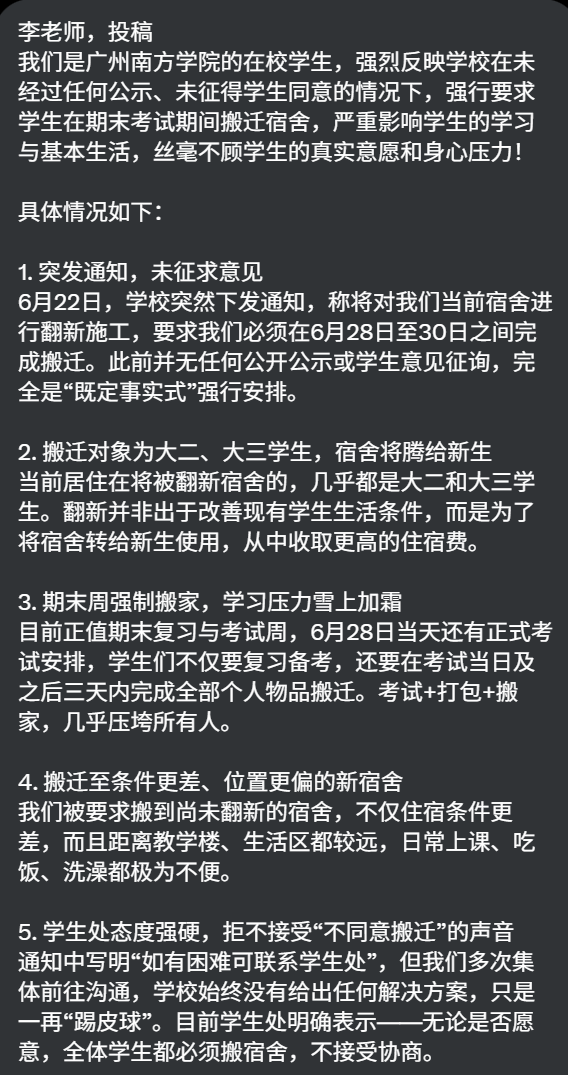 李老师，投稿
我们是广州南方学院的在校学生，强烈反映学校在未
经过任何公示、未征得学生同意的情况下，强行要求
学生在期末考试期间搬迁宿舍，严重影响学生的学习
与基本生活，丝毫不顾学生的真实意愿和身心压力！
具体情况如下：
1. 突发通知，未征求意见
6月22日，学校突然下发通知，称将对我们当前宿舍进
行翻新施工，要求我们必须在6月28日至30日之间完
成搬迁。此前并无任何公开公示或学生意见征询，完
全是“既定事实式”强行安排。
2. 搬迁对象为大二、大三学生，宿舍将腾给新生
当前居住在将被翻新宿舍的，几乎都是大二和大三学
生。翻新并非出于改善现有学生生活条件，而是为了
将宿舍转给新生使用，从中收取更高的住宿费。
3. 期末周强制搬家，学习压力雪上加霜
目前正值期末复习与考试周，6月28日当天还有正式考
试安排，学生们不仅要复习备考，还要在考试当日及
之后三天内完成全部个人物品搬迁。考试+打包+搬
家，几乎压垮所有人。
4. 搬迁至条件更差、位置更偏的新宿舍
我们被要求搬到尚未翻新的宿舍，不仅住宿条件更
差，而且距离教学楼、生活区都较远，日常上课、吃
饭、洗澡都极为不便。
5. 学生处态度强硬，拒不接受“不同意搬迁”的声音
通知中写明“如有困难可联系学生处”，但我们多次集
体前往沟通，学校始终没有给出任何解决方案，只是
一再“踢皮球”。目前学生处明确表示——无论是否愿
意，全体学生都必须搬宿舍，不接受协商。